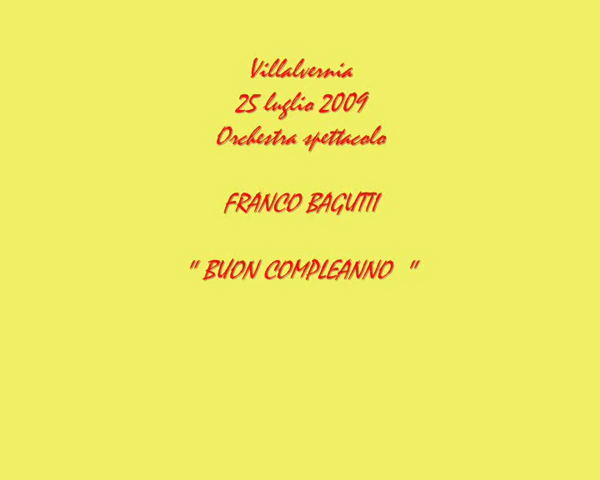 Villalvernia
25 luglio 2009
Orchestra spettacolo
FRANCO BAGUTTI
" BUON COMPLEANNO "